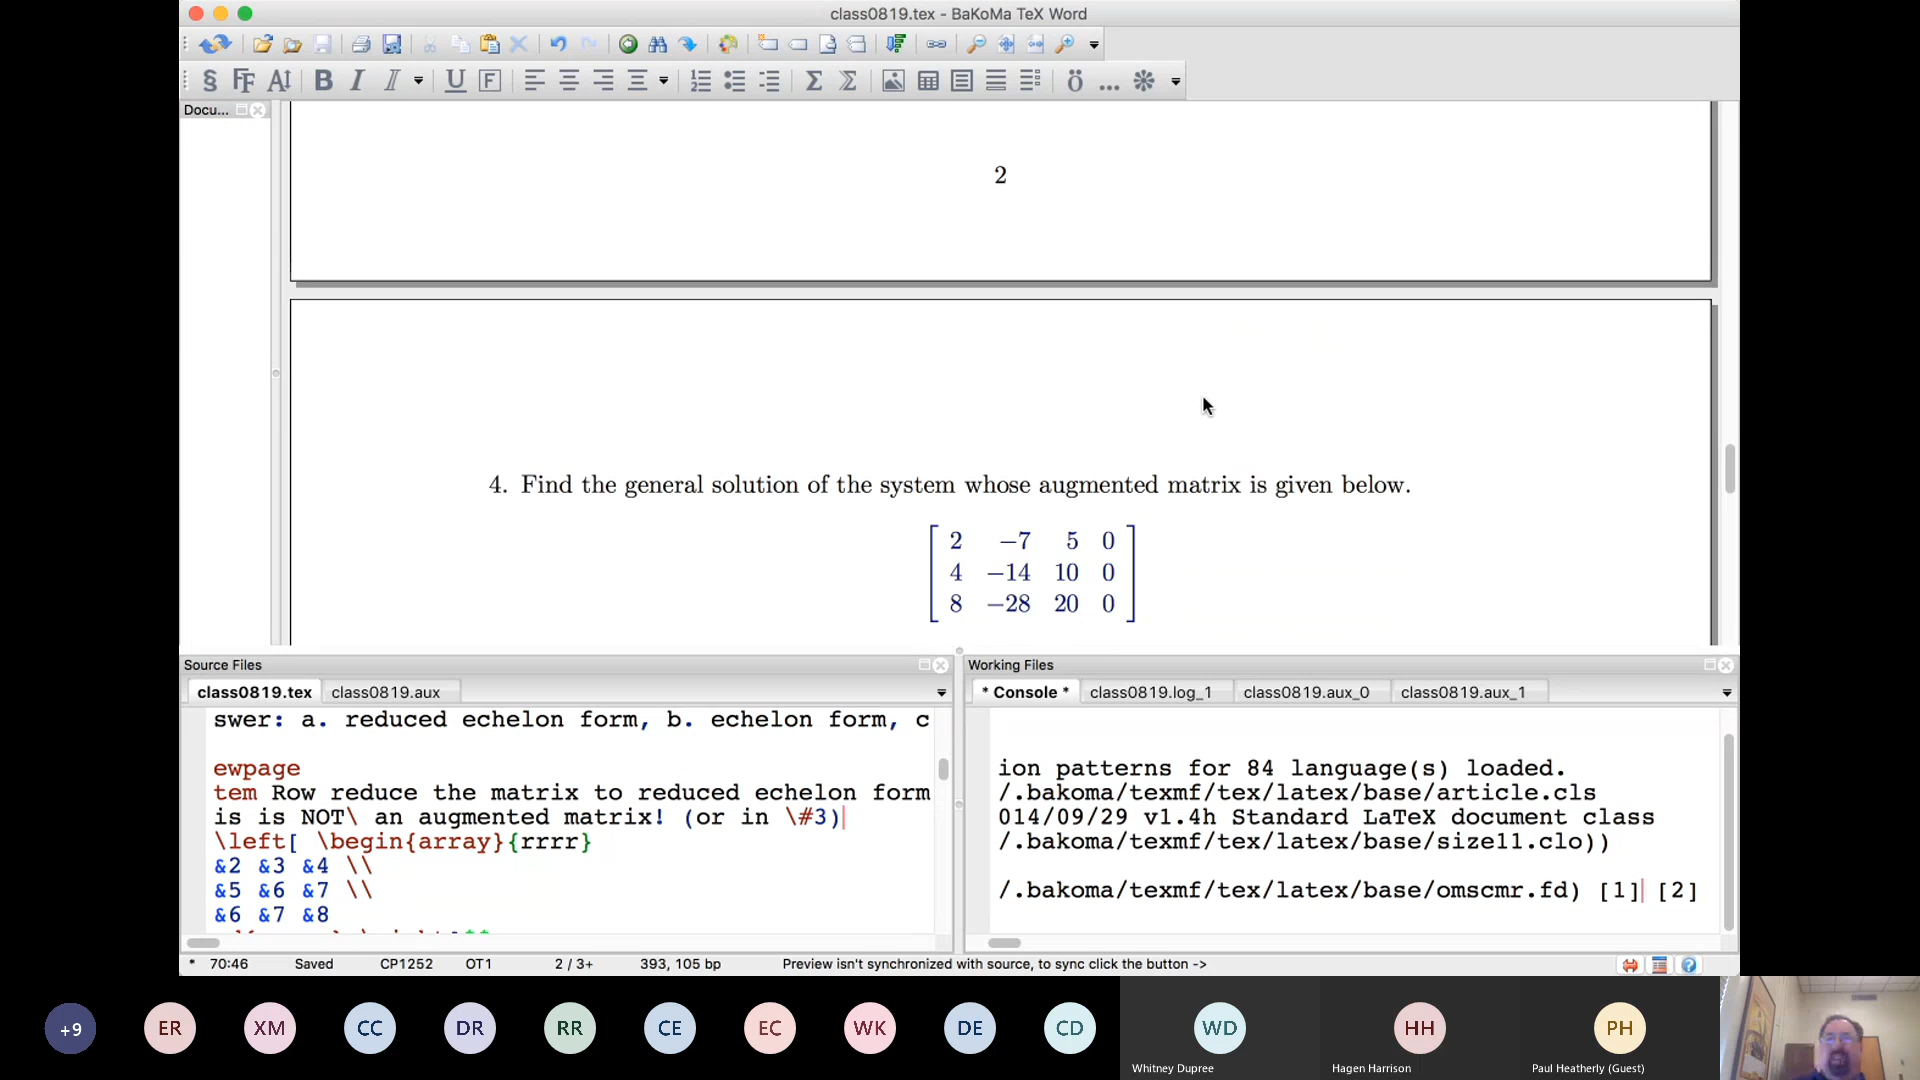 class0819.tex - BaKoMa TeX Word
Docu...
2
4. Find the general solution of the system whose augmented matrix is given below.
2 −7 5 0
4 −14 10 0
8 −28 20 0
Source Files
Working Files
class0819.tex class0819.aux
* Console * class0819.log_1 class0819.aux_0 class0819.aux_1
swer: a. reduced echelon form, b. echelon form, c
ewpage
tem Row reduce the matrix to reduced echelon form
is is NOT\ an augmented matrix! (or in \#3)
\left[ \begin{array}{rrrr}
&2 &3 &4 \\
&5 &6 &7 \\
&6 &7 &8
ion patterns for 84 language(s) loaded.
/.bakoma/texmf/tex/latex/base/article.cls
014/09/29 v1.4h Standard LaTeX document class
/.bakoma/texmf/tex/latex/base/size11.clo))
/.bakoma/texmf/tex/latex/base/omscmr.fd) [1] [2]
* 70:46 Saved CP1252 OT1 2 / 3+ 393, 105 bp Preview isn't synchronized with source, to sync click the button ->
+9 ER XM CC DR RR CE EC WK DE CD WD HH PH
Whitney Dupree Hagen Harrison Paul Heatherly (Guest)